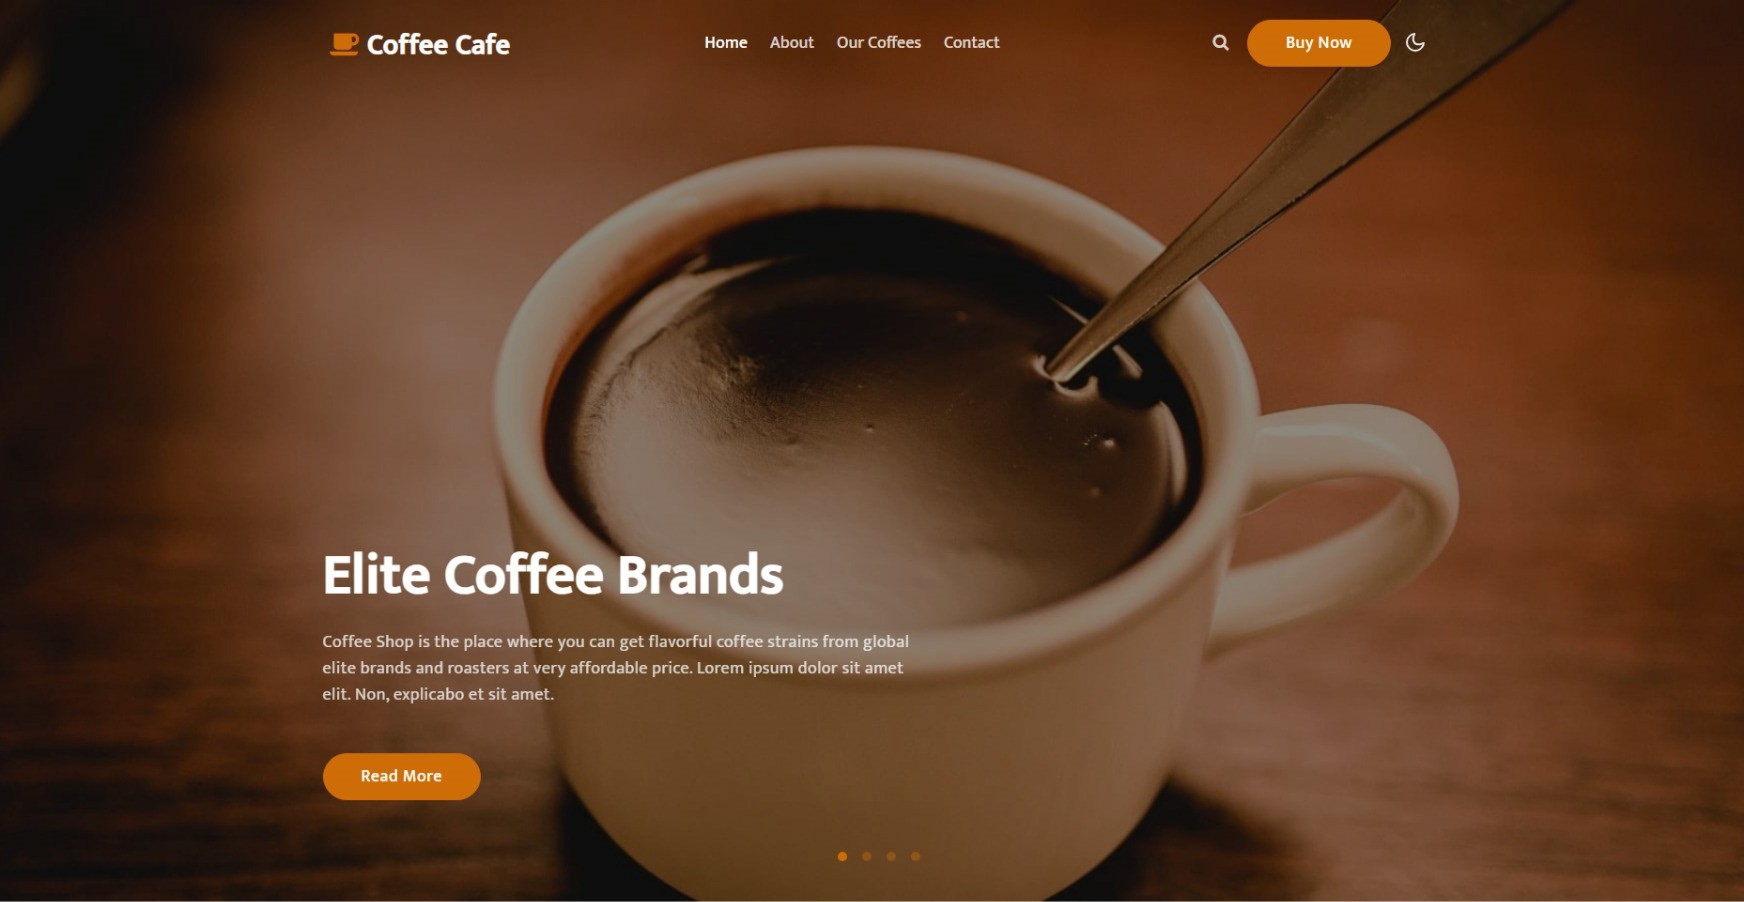 Coffee Cafe
Home
About
Our Coffees
Contact
Buy Now
Elite Coffee Brands
Coffee Shop is the place where you can get flavorful coffee strains from global
elite brands and roasters at very affordable price. Lorem ipsum dolor sit amet
elit. Non, explicabo et sit amet.
Read More